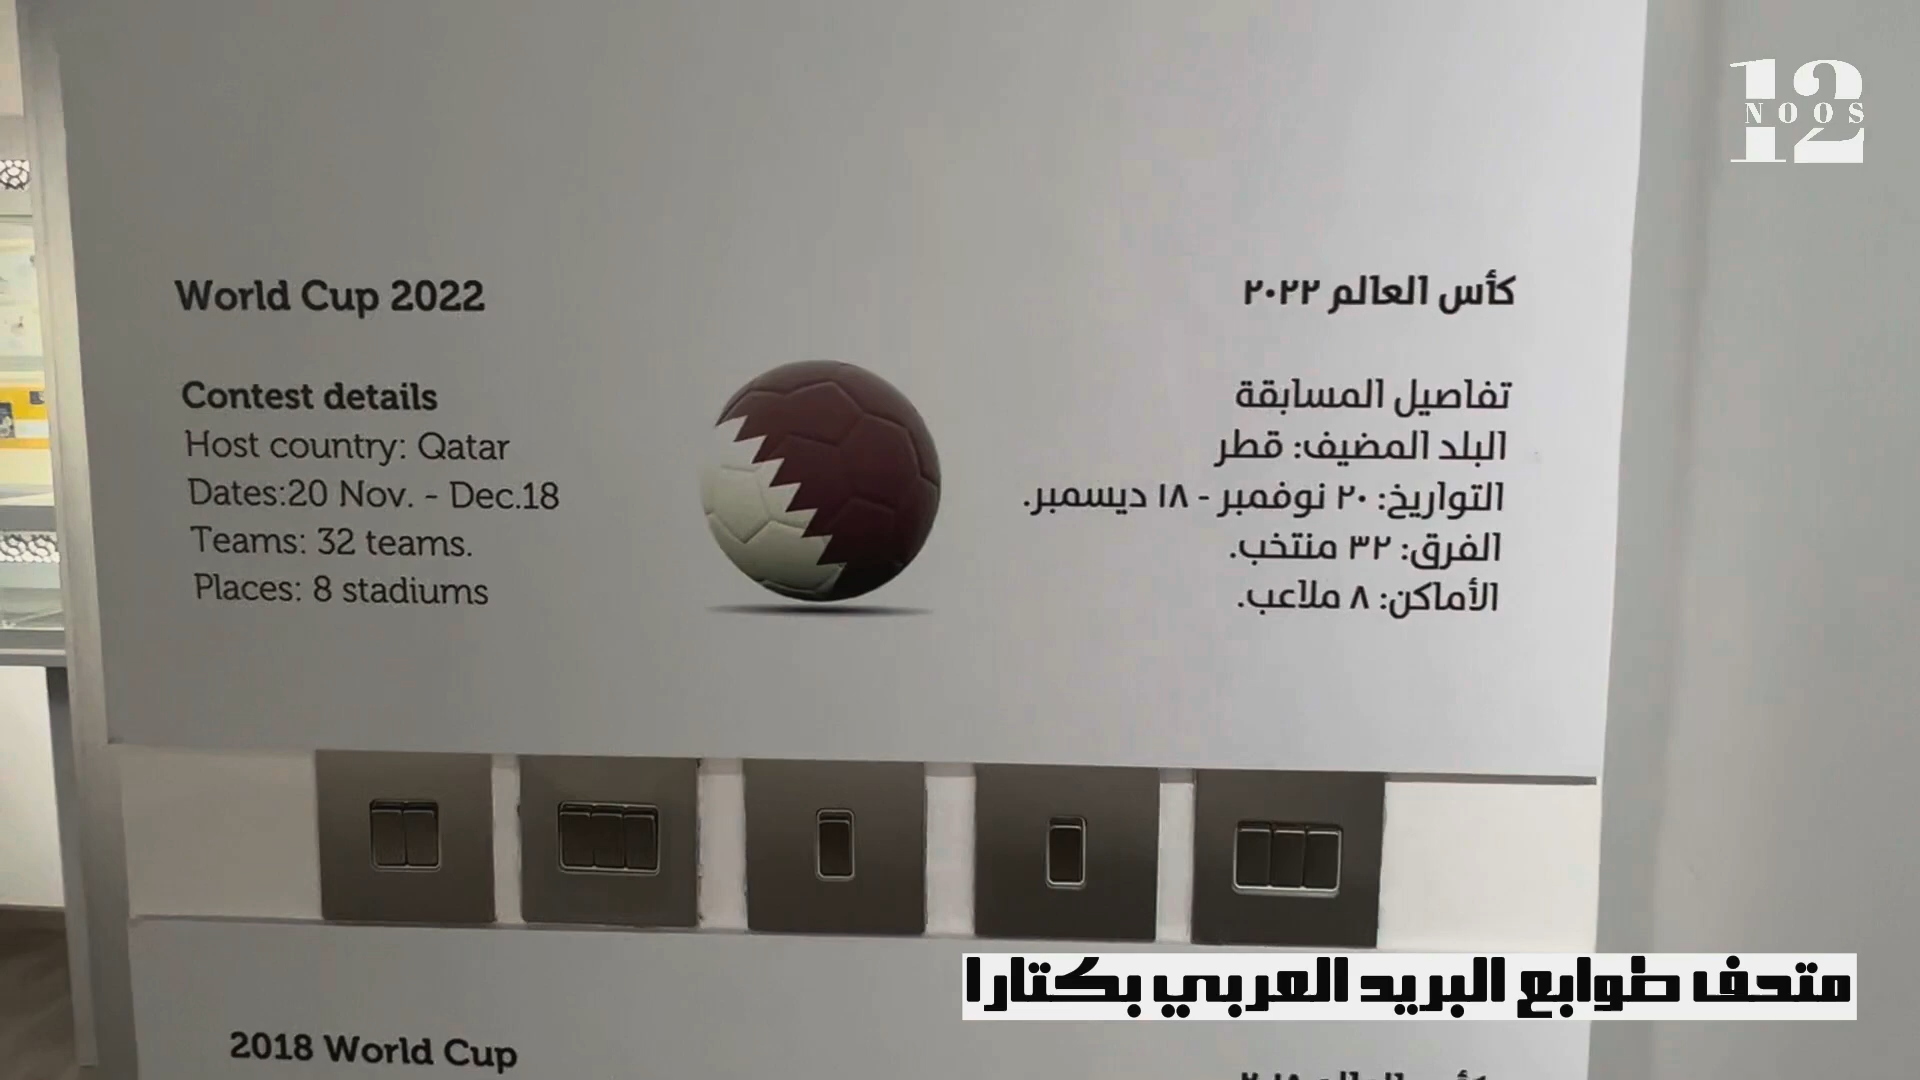 12
NOOS
World Cup 2022
Contest details
Host country: Qatar
Dates:20 Nov. - Dec.18
Teams: 32 teams.
Places: 8 stadiums
كأس العالم ٢٠٢٢
تفاصيل المسابقة
البلد المضيف: قطر
التواريخ: ٢٠ نوفمبر - ١٨ ديسمبر.
الفرق: ٣٢ منتخب.
الأماكن: ٨ ملاعب.
متحف طوابع البريد العربي بكتارا
2018 World Cup